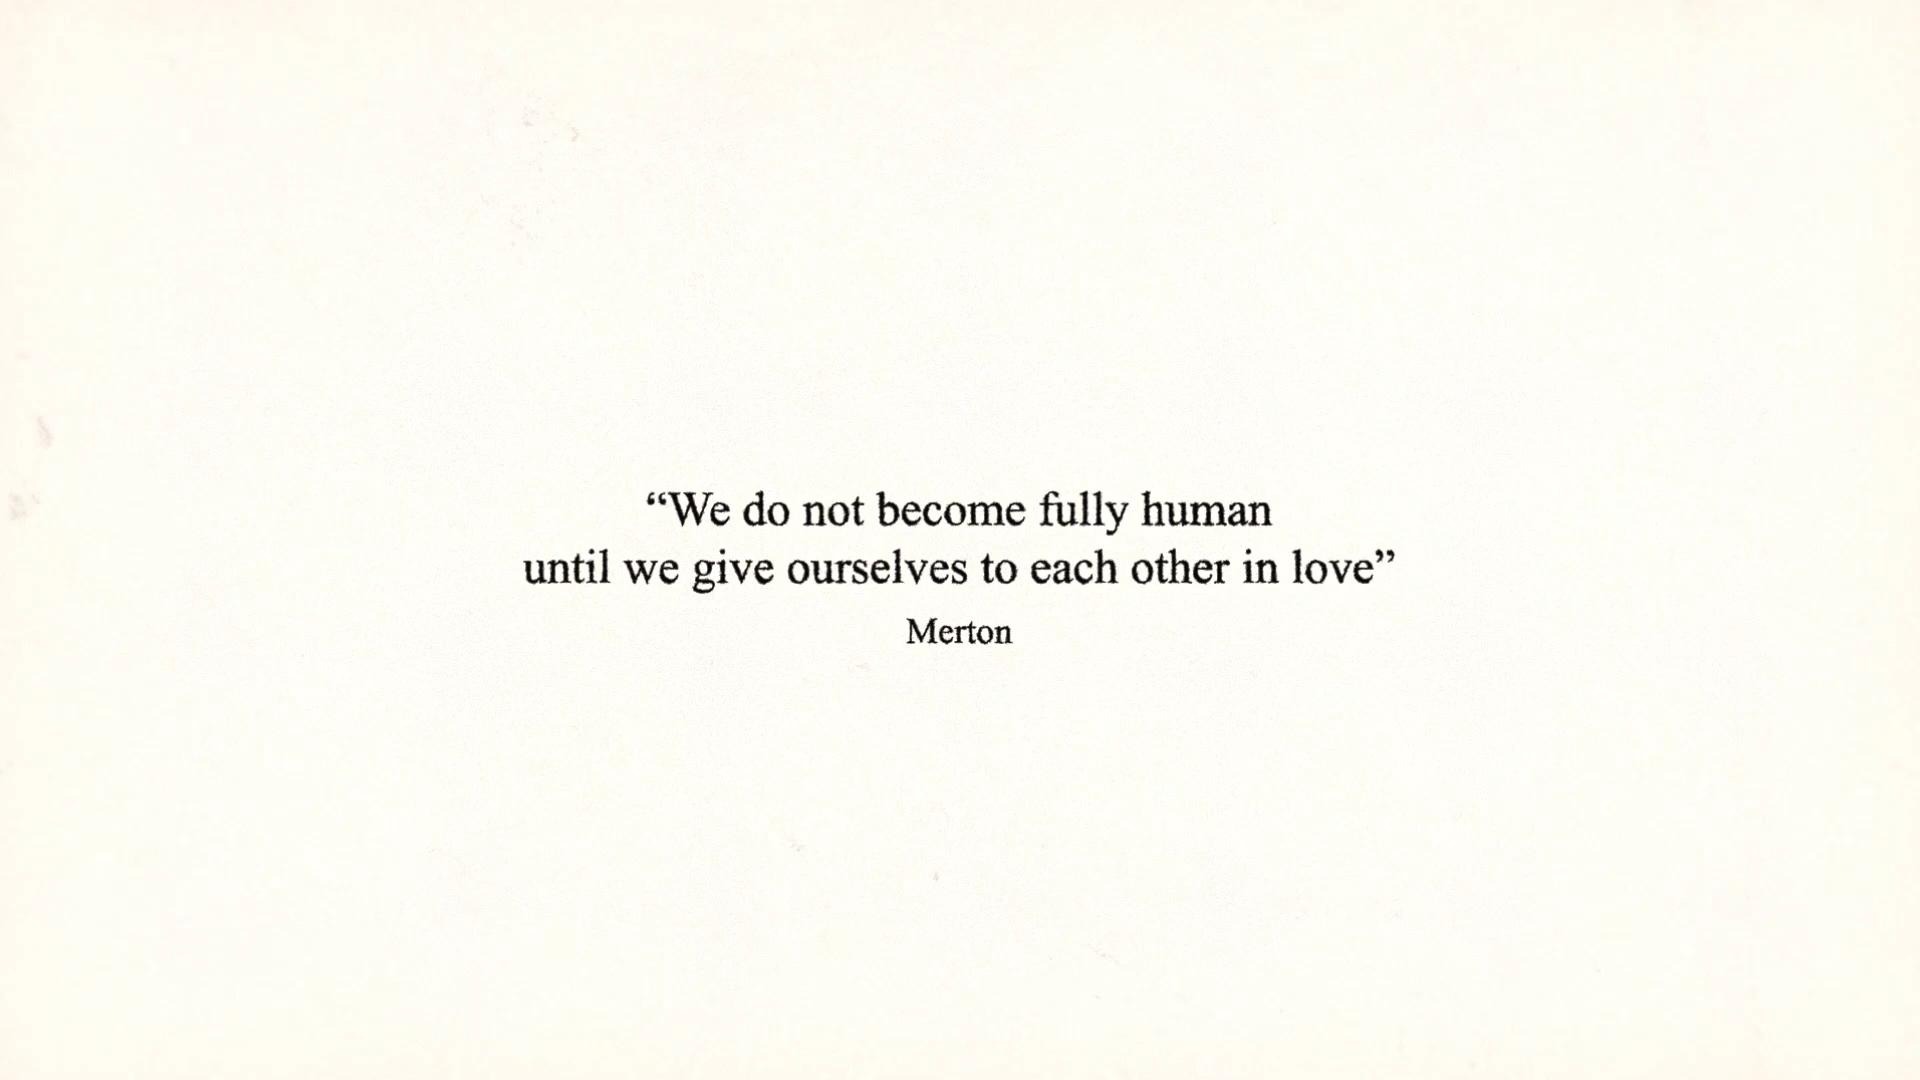 “We do not become fully human
until we give ourselves to each other in love”
Merton